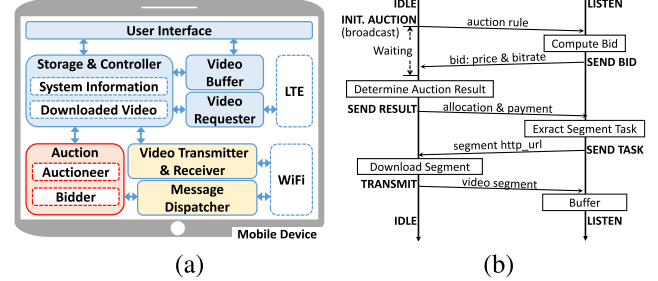 User Interface
Storage & Controller
System Information
Downloaded Video
Video
Buffer
Video
Requester
LTE
Auction
Auctioneer
Bidder
Video Transmitter
& Receiver
Message
Dispatcher
WiFi
Mobile Device
(a)
IDLE
LISTEN
INIT. AUCTION
(broadcast)
auction rule
Waiting
Compute Bid
bid: price & bitrate
SEND BID
Determine Auction Result
SEND RESULT
allocation & payment
Exract Segment Task
segment http_url
SEND TASK
Download Segment
TRANSMIT
video segment
Buffer
IDLE
LISTEN
(b)